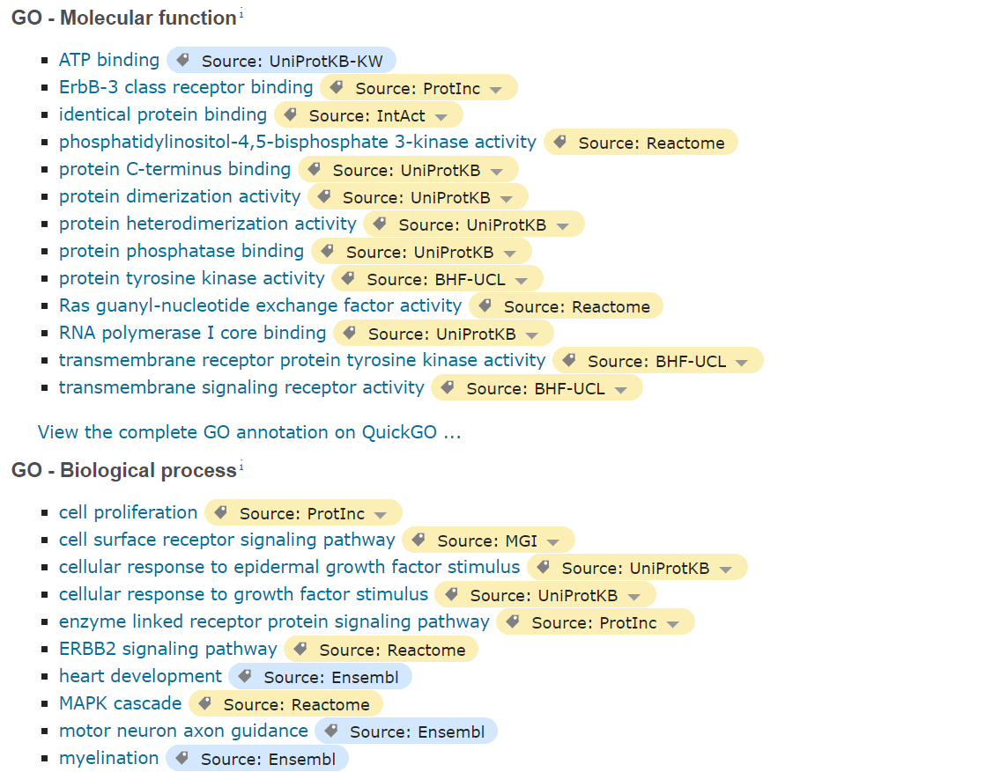 GO - Molecular function i
ATP binding Source: UniProtKB-KW
ErbB-3 class receptor binding Source: ProtInc
identical protein binding Source: IntAct
phosphatidylinositol-4,5-bisphosphate 3-kinase activity Source: Reactome
protein C-terminus binding Source: UniProtKB
protein dimerization activity Source: UniProtKB
protein heterodimerization activity Source: UniProtKB
protein phosphatase binding Source: UniProtKB
protein tyrosine kinase activity Source: BHF-UCL
Ras guanyl-nucleotide exchange factor activity Source: Reactome
RNA polymerase I core binding Source: UniProtKB
transmembrane receptor protein tyrosine kinase activity Source: BHF-UCL
transmembrane signaling receptor activity Source: BHF-UCL
View the complete GO annotation on QuickGO ...
GO - Biological process i
cell proliferation Source: ProtInc
cell surface receptor signaling pathway Source: MGI
cellular response to epidermal growth factor stimulus Source: UniProtKB
cellular response to growth factor stimulus Source: UniProtKB
enzyme linked receptor protein signaling pathway Source: ProtInc
ERBB2 signaling pathway Source: Reactome
heart development Source: Ensembl
MAPK cascade Source: Reactome
motor neuron axon guidance Source: Ensembl
myelination Source: Ensembl